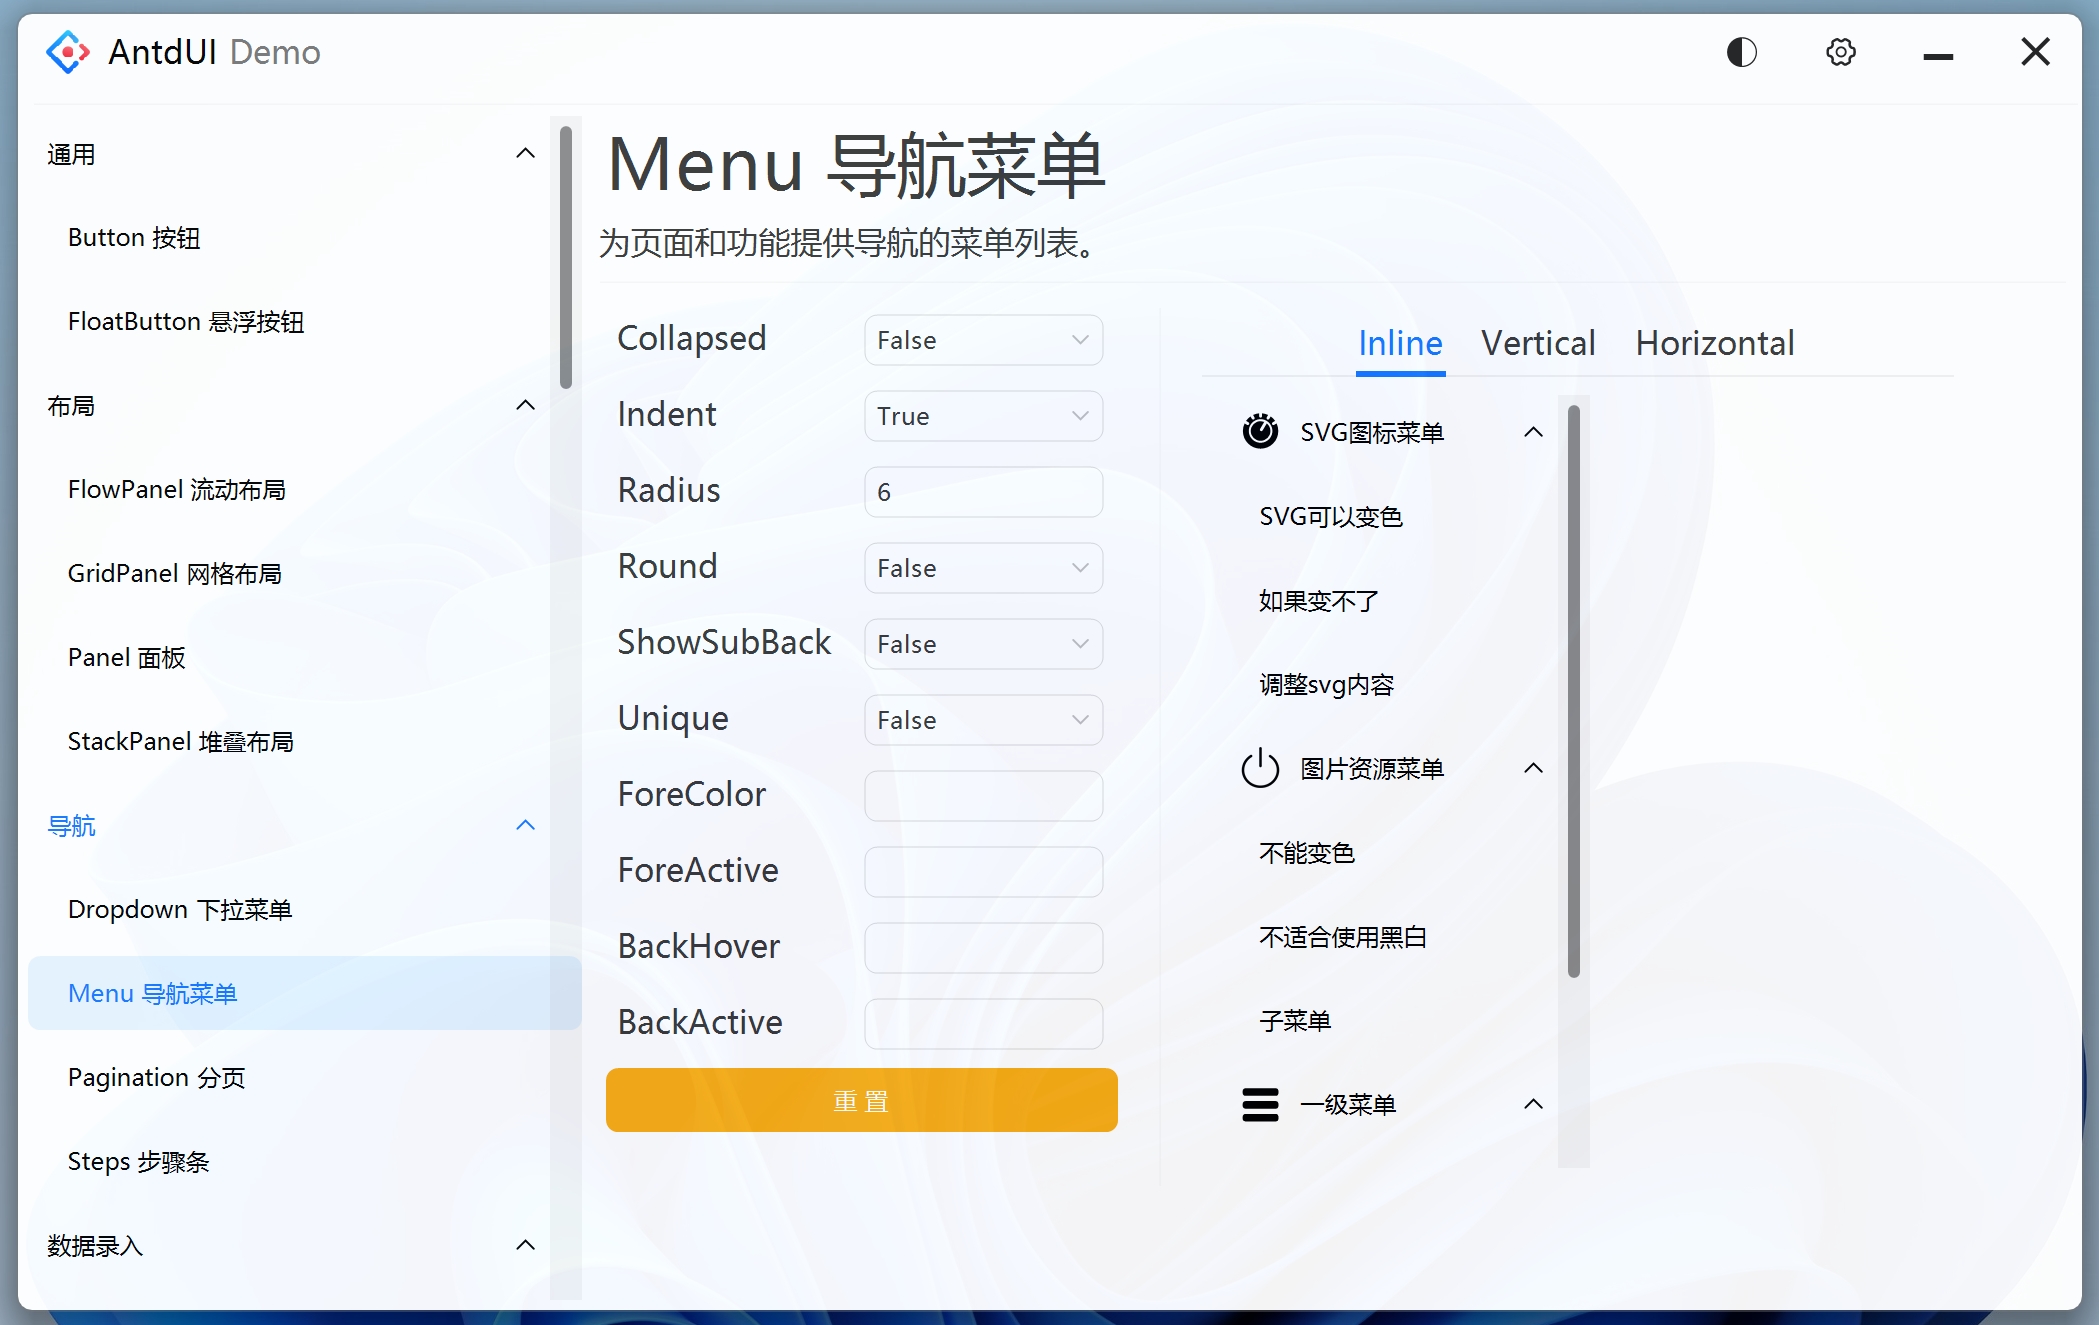 AntdUI Demo
通用
Button 按钮
FloatButton 悬浮按钮
布局
FlowPanel 流动布局
GridPanel 网格布局
Panel 面板
StackPanel 堆叠布局
导航
Dropdown 下拉菜单
Menu 导航菜单
Pagination 分页
Steps 步骤条
数据录入
Menu 导航菜单
为页面和功能提供导航的菜单列表。
Collapsed False
Indent True
Radius 6
Round False
ShowSubBack False
Unique False
ForeColor
ForeActive
BackHover
BackActive
重 置
Inline Vertical Horizontal
SVG图标菜单
SVG可以变色
如果变不了
调整svg内容
图片资源菜单
不能变色
不适合使用黑白
子菜单
一级菜单